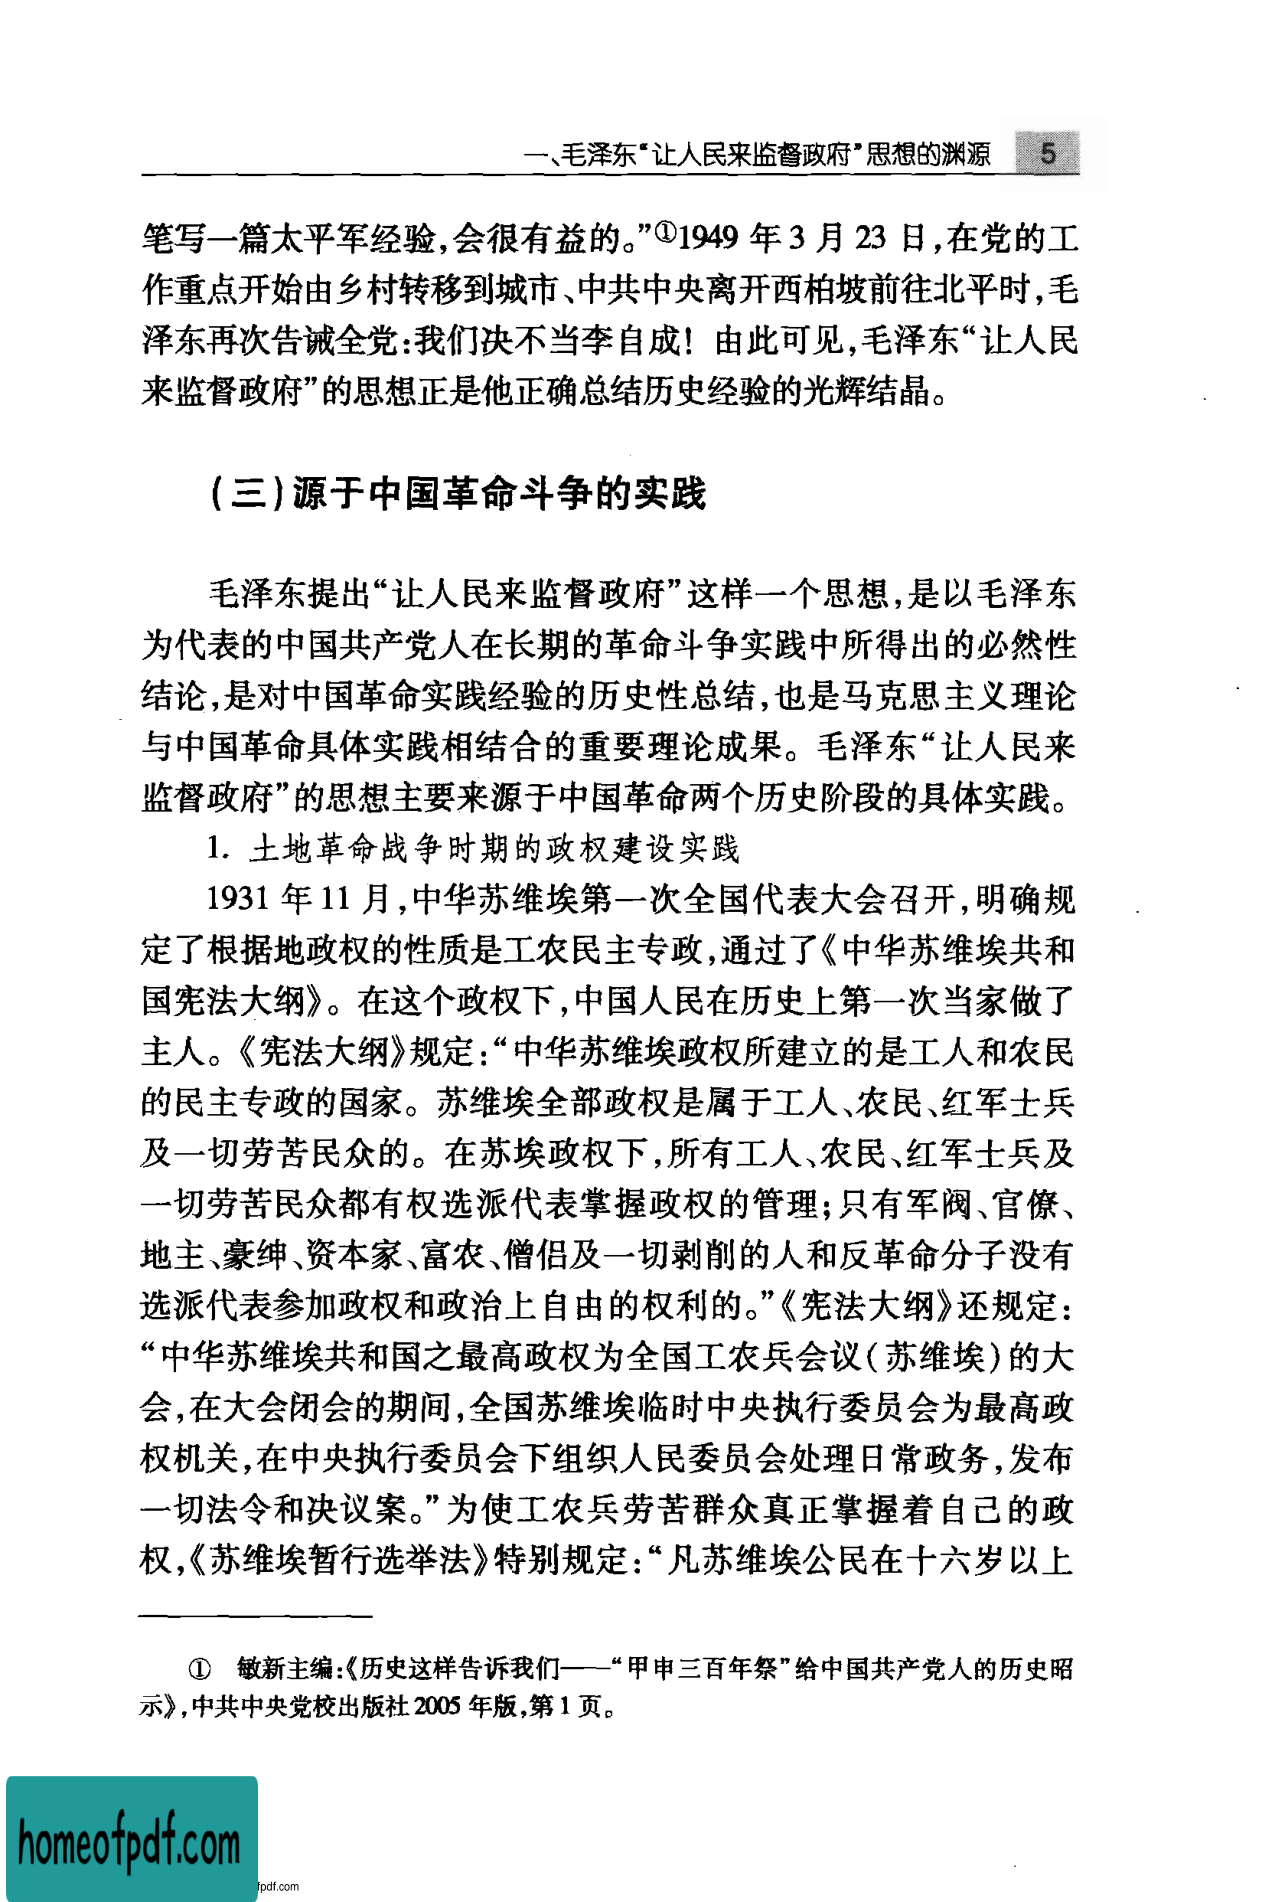 一、毛泽东“让人民来监督政府”思想的渊源 5
笔写一篇太平军经验,会很有益的。”①1949 年 3 月 23 日,在党的工
作重点开始由乡村转移到城市、中共中央离开西柏坡前往北平时,毛
泽东再次告诫全党:我们决不当李自成! 由此可见,毛泽东“让人民
来监督政府”的思想正是他正确总结历史经验的光辉结晶。
(三)源于中国革命斗争的实践
毛泽东提出“让人民来监督政府”这样一个思想,是以毛泽东
为代表的中国共产党人在长期的革命斗争实践中所得出的必然性
结论,是对中国革命实践经验的历史性总结,也是马克思主义理论
与中国革命具体实践相结合的重要理论成果。毛泽东“让人民来
监督政府”的思想主要来源于中国革命两个历史阶段的具体实践。
1. 土地革命战争时期的政权建设实践
1931 年 11 月,中华苏维埃第一次全国代表大会召开,明确规
定了根据地政权的性质是工农民主专政,通过了《中华苏维埃共和
国宪法大纲》。在这个政权下,中国人民在历史上第一次当家做了
主人。《宪法大纲》规定:“中华苏维埃政权所建立的是工人和农民
的民主专政的国家。苏维埃全部政权是属于工人、农民、红军士兵
及一切劳苦民众的。在苏埃政权下,所有工人、农民、红军士兵及
一切劳苦民众都有权选派代表掌握政权的管理;只有军阀、官僚、
地主、豪绅、资本家、富农、僧侣及一切剥削的人和反革命分子没有
选派代表参加政权和政治上自由的权利的。”《宪法大纲》还规定:
“中华苏维埃共和国之最高政权为全国工农兵会议(苏维埃)的大
会,在大会闭会的期间,全国苏维埃临时中央执行委员会为最高政
权机关,在中央执行委员会下组织人民委员会处理日常政务,发布
一切法令和决议案。”为使工农兵劳苦群众真正掌握着自己的政
权,《苏维埃暂行选举法》特别规定:“凡苏维埃公民在十六岁以上
① 敏新主编:《历史这样告诉我们——“甲申三百年祭”给中国共产党人的历史昭
示》,中共中央党校出版社 2005 年版,第 1 页。
homeofpdf.com
fpdf.com